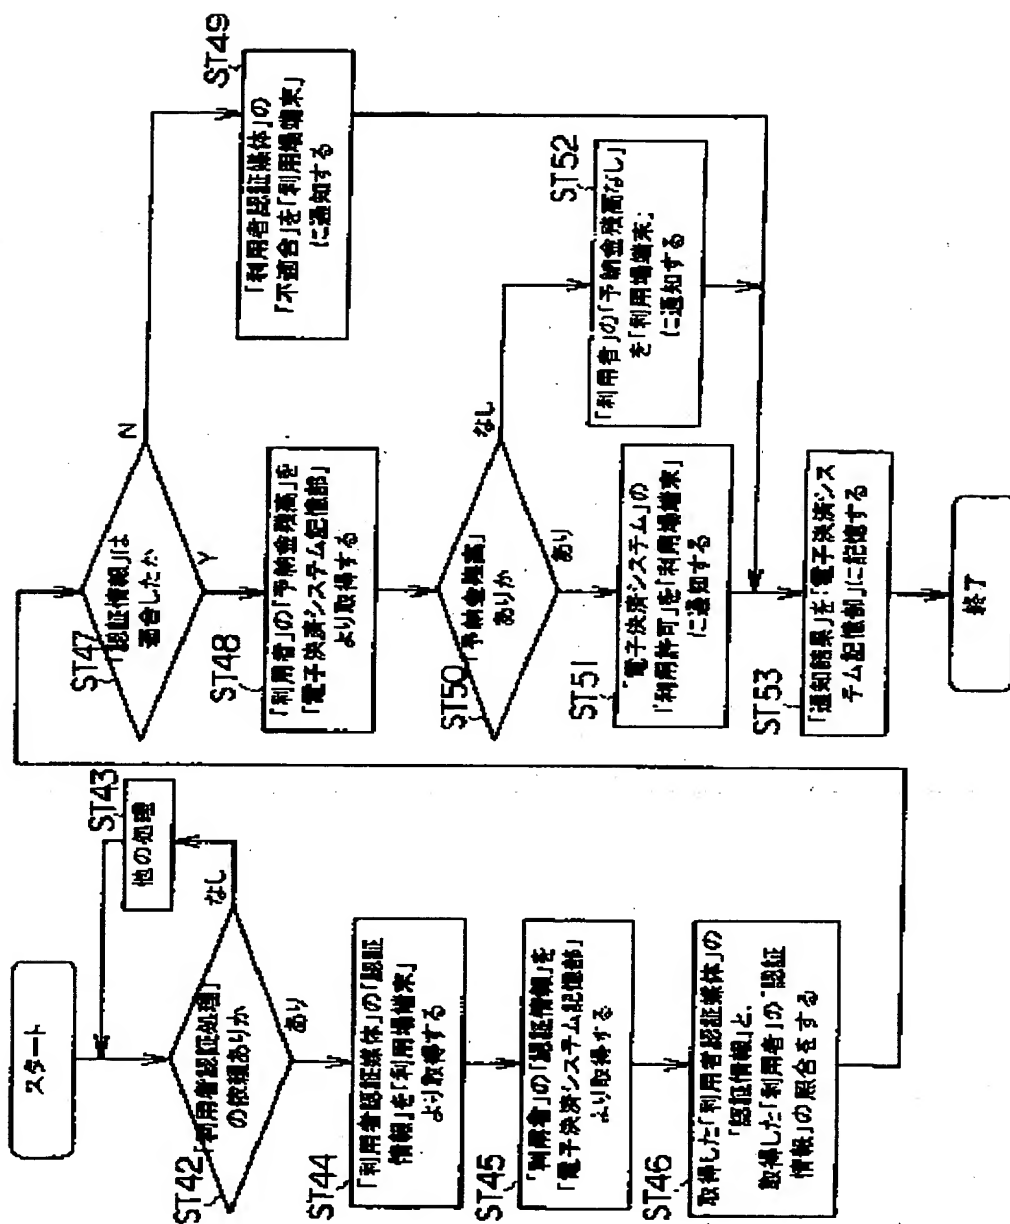 スタート
ST42
「利用者認証処理」
の依頼ありか
なし
ST43
他の処理
あり
ST44
「利用者認証媒体」の「認証
情報」を「利用場端末」
より取得する
ST45
「利用者」の「認証情報」を
「電子決済システム記憶部」
より取得する
ST46
取得した「利用者認証媒体」の
「認証情報」と、
取得した「利用者」の「認証
情報」の照合をする
ST47
「認証情報」は
適合したか
N
Y
ST49
「利用者認証媒体」の
「不適合」を「利用場端末」
に通知する
ST48
「利用者」の「予納金残高」を
「電子決済システム記憶部」
より取得する
ST50
「予納金残高」
ありか
なし
あり
ST52
「利用者」の「予納金残高なし」
を「利用場端末」
に通知する
ST51
「電子決済システム」の
「利用許可」を「利用場端末」
に通知する
ST53
「通知結果」を「電子決済シス
テム記憶部」に記憶する
終了